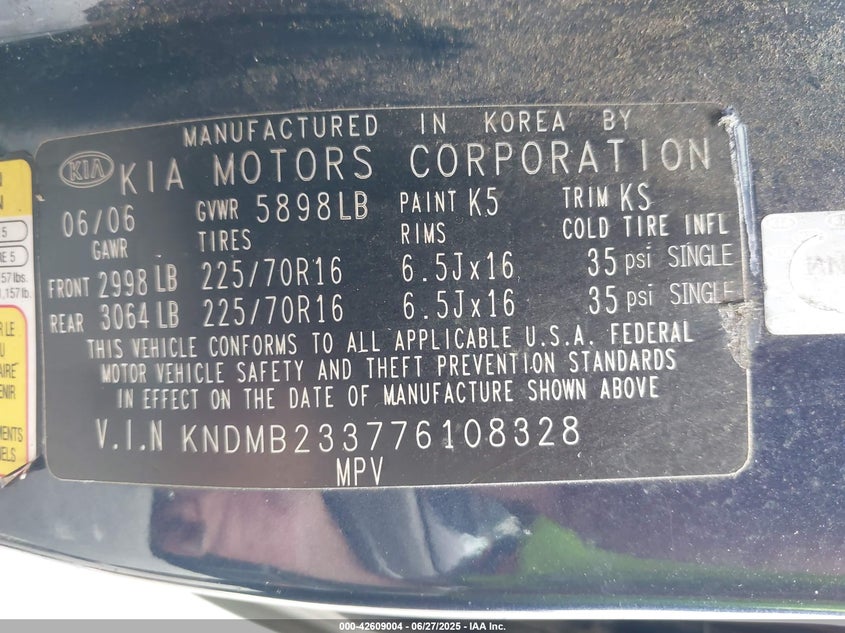 MANUFACTURED IN KOREA BY
KIA KIA MOTORS CORPORATION
06/06 GVWR 5898LB PAINT K5 TRIM KS
GAWR TIRES RIMS COLD TIRE INFL
FRONT 2998 LB 225/70R16 6.5Jx16 35 psi SINGLE
REAR 3064 LB 225/70R16 6.5Jx16 35 psi SINGLE
THIS VEHICLE CONFORMS TO ALL APPLICABLE U.S.A. FEDERAL
MOTOR VEHICLE SAFETY AND THEFT PREVENTION STANDARDS
IN EFFECT ON THE DATE OF MANUFACTURE SHOWN ABOVE
V.I.N KNDMB233776108328
MPV
000-42609004 - 06/27/2025 - IAA Inc.